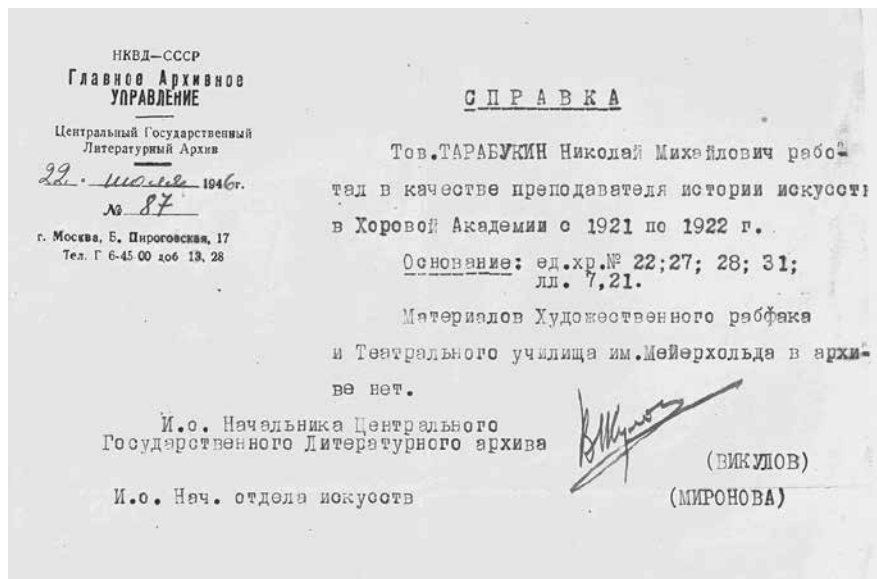 НКВД—СССР
Главное Архивное
УПРАВЛЕНИЕ
Центральный Государственный
Литературный Архив
22. июля 1946г.
№ 87
г. Москва, Б. Пироговская, 17
Тел. Г 6-45 00 доб 13, 28
СПРАВКА
Тов.ТАРАБУКИН Николай Михайлович рабо-
тал в качестве преподавателя истории искусств
в Хоровой Академии с 1921 по 1922 г.
Основание: ед.хр.№ 22;27; 28; 31;
лл. 7,21.
Материалов Художественного рабфака
и Театрального училища им.Мейерхольда в архи-
ве нет.
И.о. Начальника Центрального
Государственного Литературного архива
(ВИКУЛОВ)
И.о. Нач. отдела искусств
(МИРОНОВА)